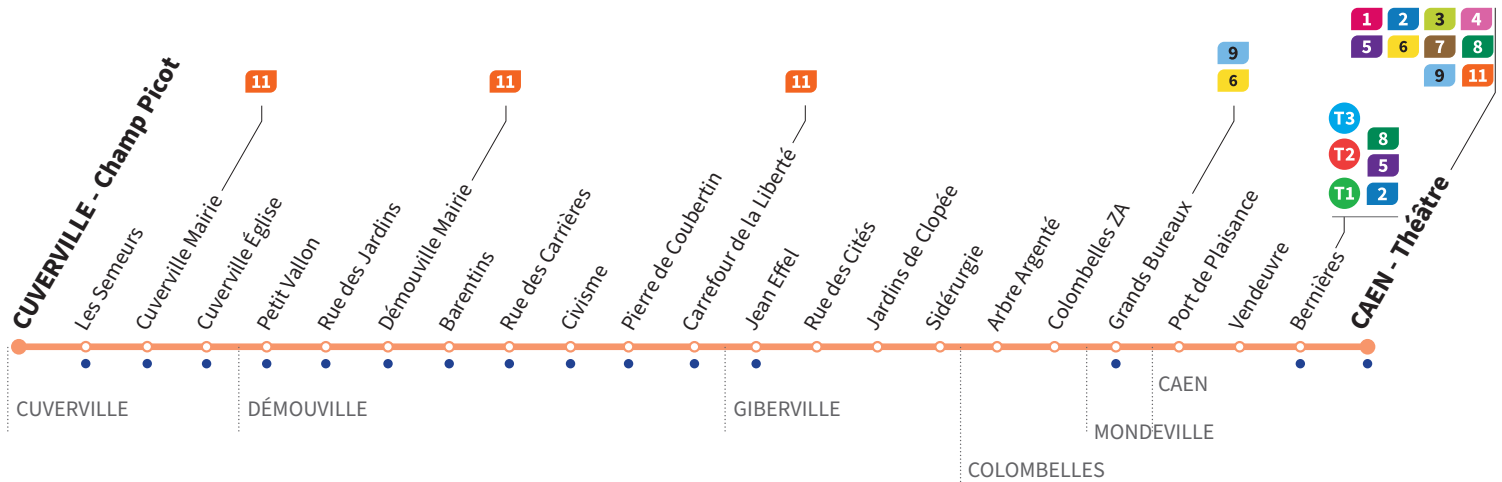 1 2 3 4
5 6 7 8
9 11
9
6
11
11
11
T3
8
T2
5
T1
2
CUVERVILLE - Champ Picot
Les Semeurs
Cuverville Mairie
Cuverville Église
Petit Vallon
Rue des Jardins
Démouville Mairie
Barentins
Rue des Carrières
Civisme
Pierre de Coubertin
Carrefour de la Liberté
Jean Effel
Rue des Cités
Jardins de Clopée
Sidérurgie
Arbre Argenté
Colombelles ZA
Grands Bureaux
Port de Plaisance
Vendeuvre
Bernières
CAEN - Théâtre
CUVERVILLE
DÉMOUVILLE
GIBERVILLE
COLOMBELLES
MONDEVILLE
CAEN